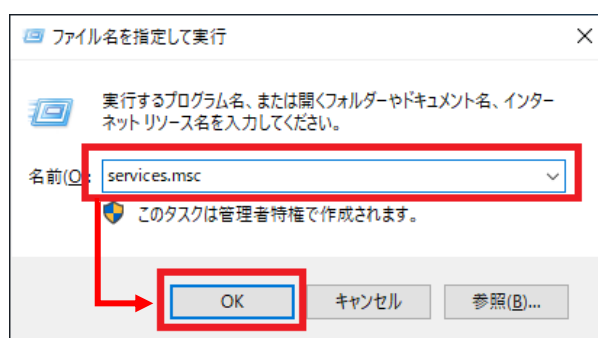 ファイル名を指定して実行
実行するプログラム名、または開くフォルダーやドキュメント名、インター
ネット リソース名を入力してください。
名前(O):
services.msc
このタスクは管理者特権で作成されます。
OK
キャンセル
参照(B)...